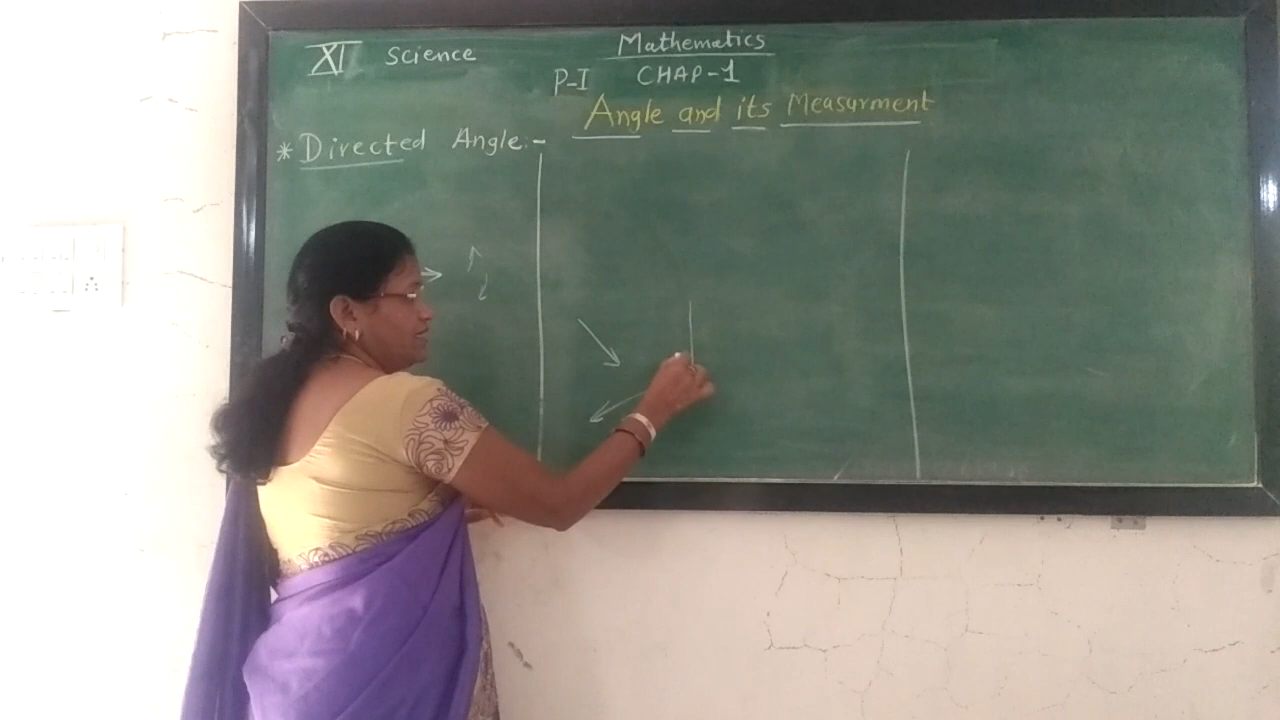 XI Science
Mathematics
P-I CHAP-1
Angle and its Measurment
* Directed Angle:-